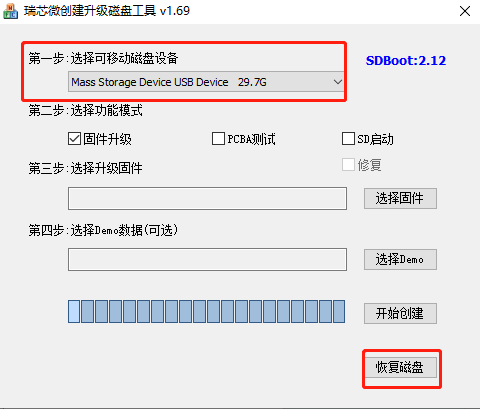 瑞芯微创建升级磁盘工具 v1.69
第一步:选择可移动磁盘设备
SDBoot:2.12
Mass Storage Device USB Device 29.7G
第二步:选择功能模式
固件升级 PCBA测试 SD启动
修复
第三步:选择升级固件
选择固件
第四步:选择Demo数据(可选)
选择Demo
开始创建
恢复磁盘